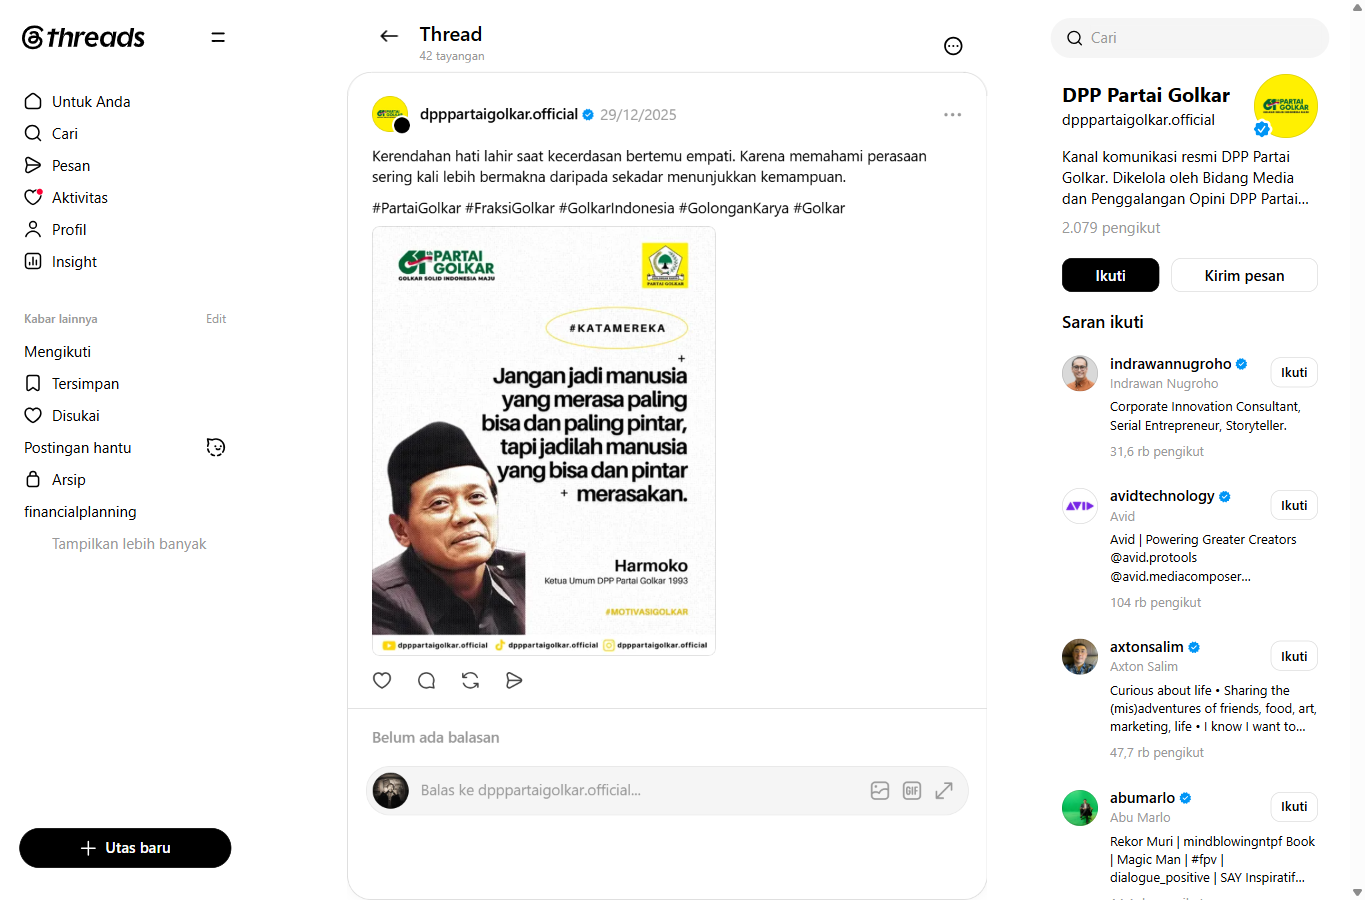 threads
Untuk Anda
Cari
Pesan
Aktivitas
Profil
Insight
Kabar lainnya
Edit
Mengikuti
Tersimpan
Disukai
Postingan hantu
Arsip
financialplanning
Tampilkan lebih banyak
Utas baru
Thread
42 tayangan
dpppartaigolkar.official 29/12/2025
Kerendahan hati lahir saat kecerdasan bertemu empati. Karena memahami perasaan
sering kali lebih bermakna daripada sekadar menunjukkan kemampuan.
#PartaiGolkar #FraksiGolkar #GolkarIndonesia #GolonganKarya #Golkar
61th PARTAI
GOLKAR
GOLKAR SOLID INDONESIA MAJU
PARTAI GOLKAR
#KATAMEREKA
Jangan jadi manusia
yang merasa paling
bisa dan paling pintar,
tapi jadilah manusia
yang bisa dan pintar
merasakan.
Harmoko
Ketua Umum DPP Partai Golkar 1993
#MOTIVASIGOLKAR
dpppartaigolkar.official dpppartaigolkar.official dpppartaigolkar.official
Belum ada balasan
Balas ke dpppartaigolkar.official...
GIF
Cari
DPP Partai Golkar
dpppartaigolkar.official
Kanal komunikasi resmi DPP Partai
Golkar. Dikelola oleh Bidang Media
dan Penggalangan Opini DPP Partai...
2.079 pengikut
Ikuti
Kirim pesan
Saran ikuti
indrawannugroho
Indrawan Nugroho
Ikuti
Corporate Innovation Consultant,
Serial Entrepreneur, Storyteller.
31,6 rb pengikut
AVID
avidtechnology
Avid
Ikuti
Avid | Powering Greater Creators
@avid.protools
@avid.mediacomposer...
104 rb pengikut
axtonsalim
Axton Salim
Ikuti
Curious about life • Sharing the
(mis)adventures of friends, food, art,
marketing, life • I know I want to...
47,7 rb pengikut
abumarlo
Abu Marlo
Ikuti
Rekor Muri | mindblowingntpf Book
| Magic Man | #fpv |
dialogue_positive | SAY Inspiratif...